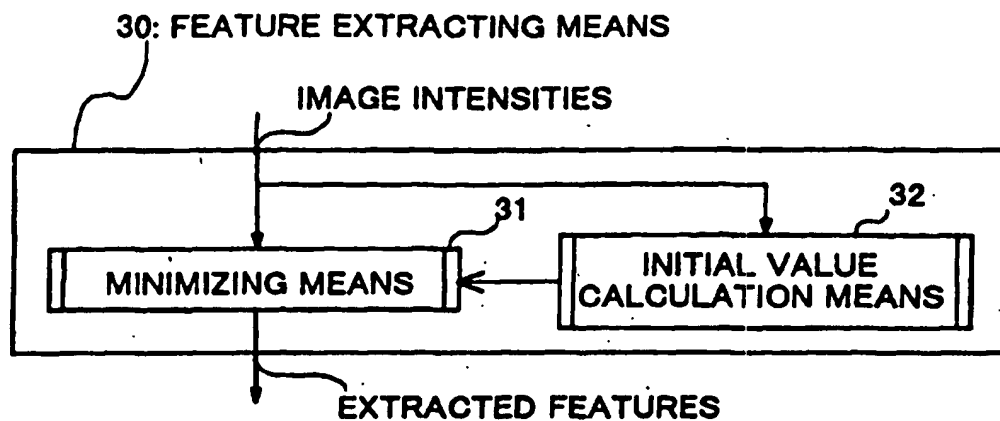 30: FEATURE EXTRACTING MEANS
IMAGE INTENSITIES
31
32
MINIMIZING MEANS
INITIAL VALUE
CALCULATION MEANS
EXTRACTED FEATURES